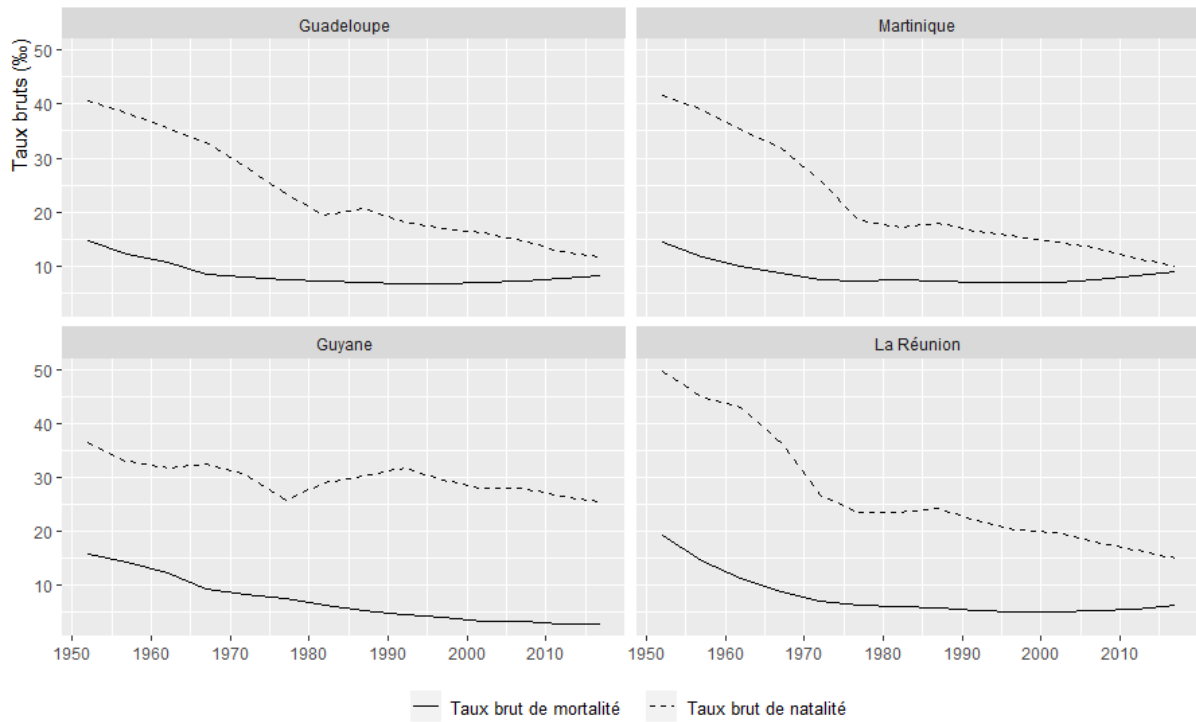 Guadeloupe
Martinique
Taux bruts (‰)
50
40
30
20
10
Guyane
La Réunion
50
40
30
20
10
1950 1960 1970 1980 1990 2000 2010
1950 1960 1970 1980 1990 2000 2010
Taux brut de mortalité
Taux brut de natalité